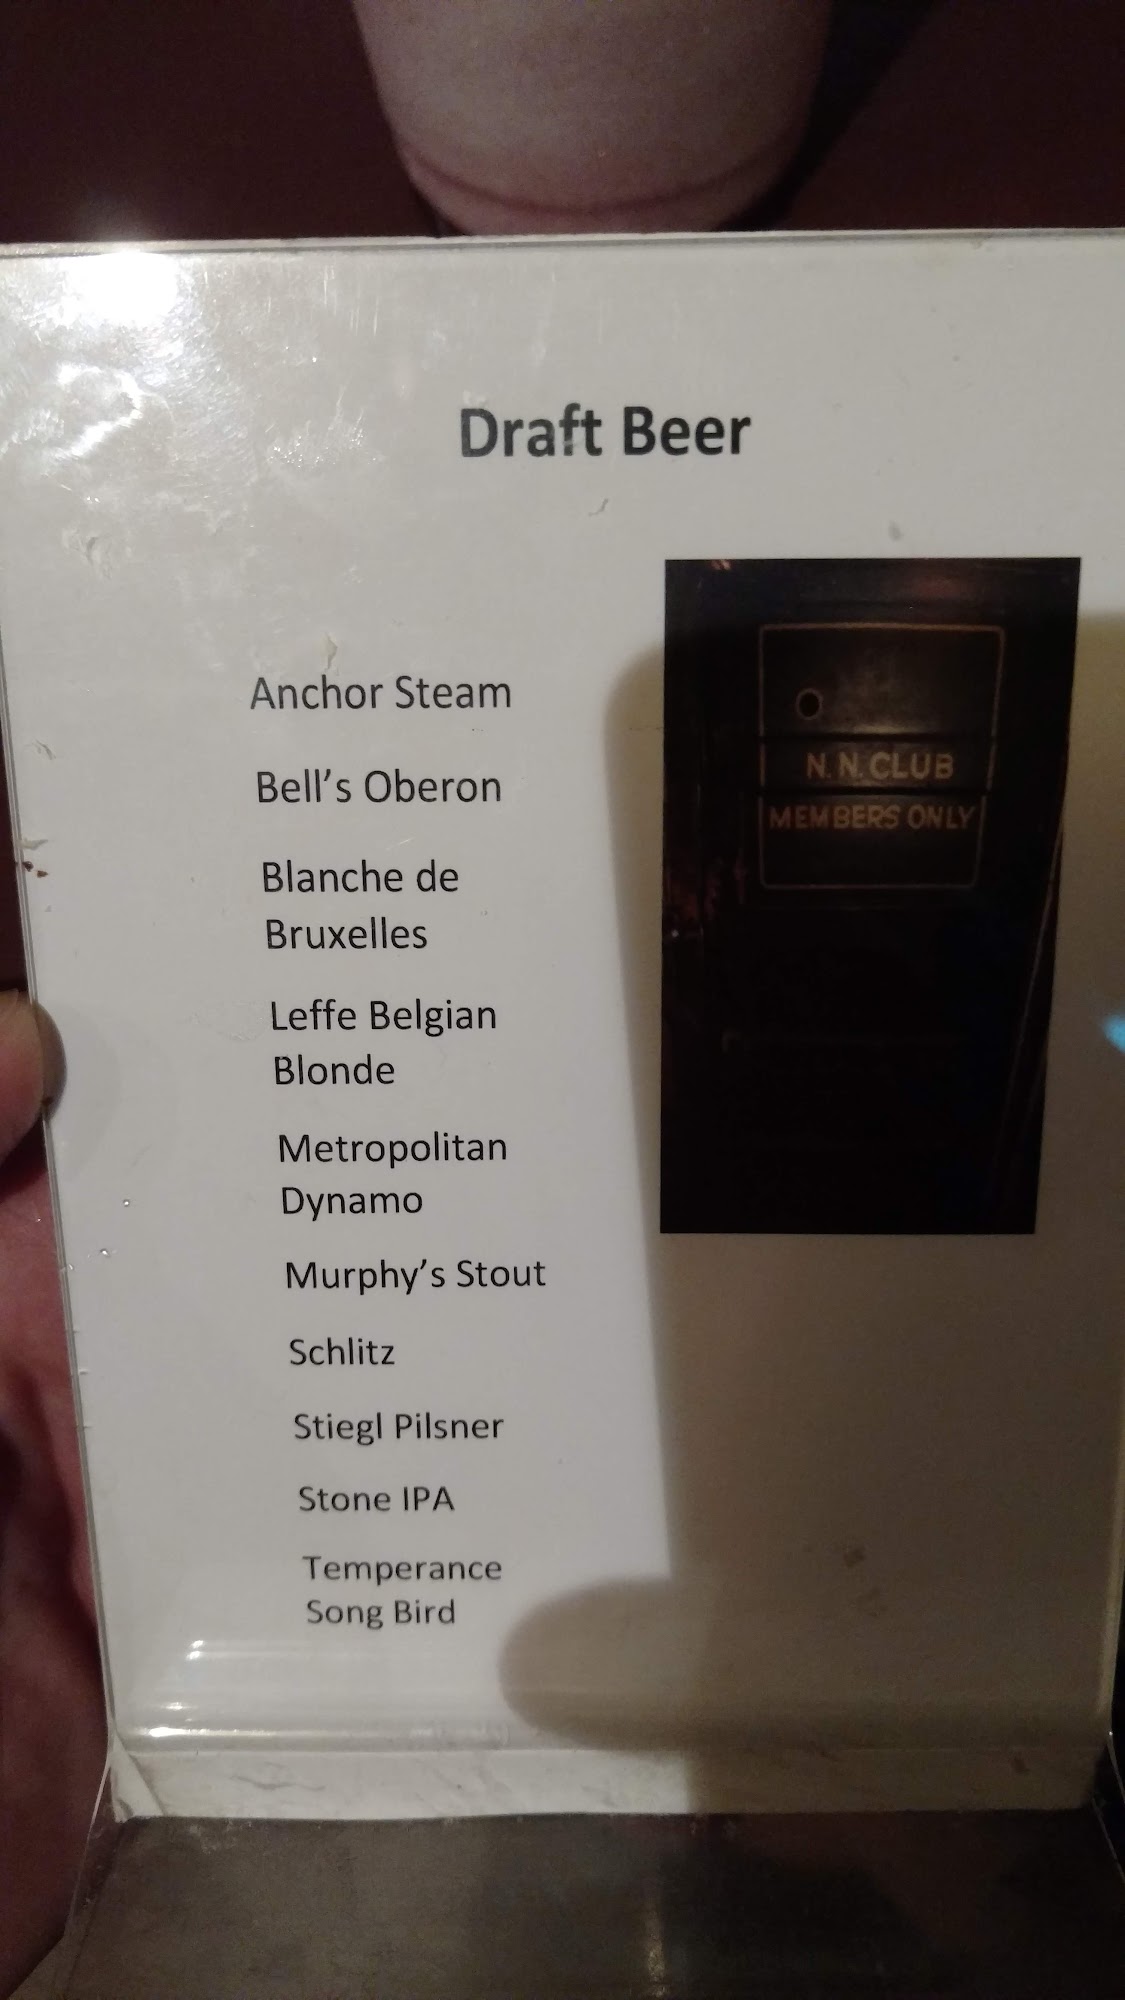 Draft Beer
Anchor Steam
Bell's Oberon
Blanche de
Bruxelles
Leffe Belgian
Blonde
Metropolitan
Dynamo
Murphy's Stout
Schlitz
Stiegl Pilsner
Stone IPA
Temperance
Song Bird
N. N. CLUB
MEMBERS ONLY